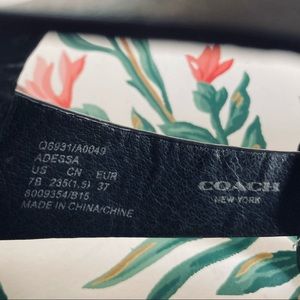 Q8931/A0049
ADESSA
US CN EUR
7B 235(1.5) 37
8009354/B15
MADE IN CHINA/CHINE
COACH
NEW YORK